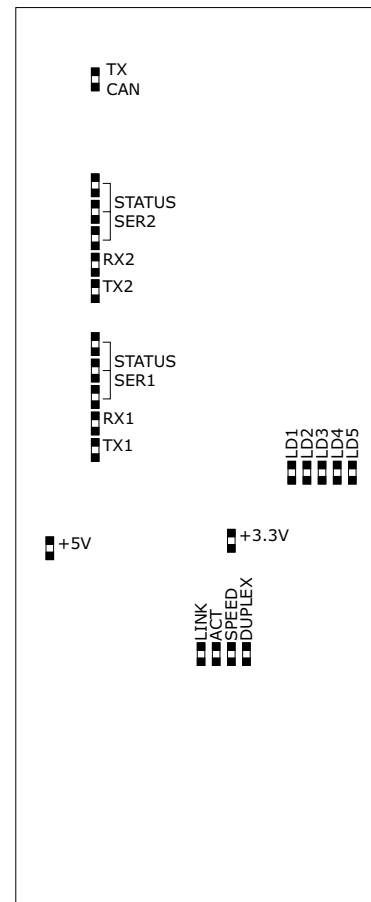 TX
CAN
STATUS
SER2
RX2
TX2
STATUS
SER1
RX1
TX1
LD1
LD2
LD3
LD4
LD5
+5V
+3.3V
LINK
ACT
SPEED
DUPLEX